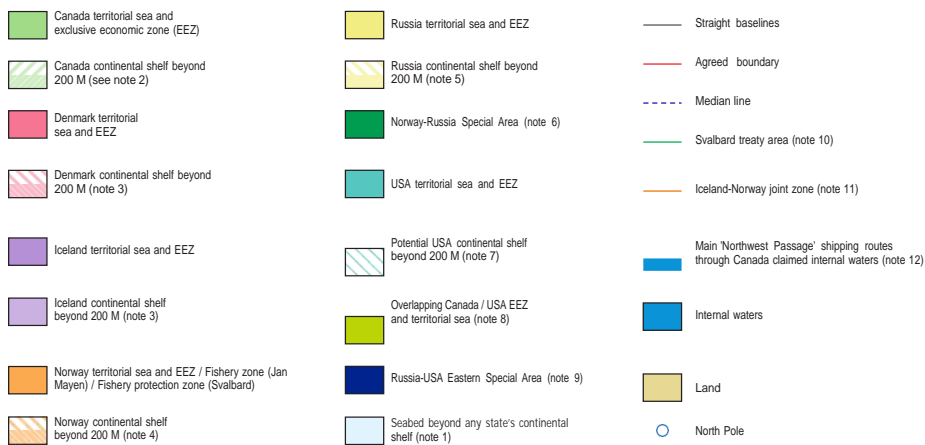 Canada territorial sea and
exclusive economic zone (EEZ)
Canada continental shelf beyond
200 M (see note 2)
Denmark territorial
sea and EEZ
Denmark continental shelf beyond
200 M (note 3)
Iceland territorial sea and EEZ
Iceland continental shelf
beyond 200 M (note 3)
Norway territorial sea and EEZ / Fishery zone (Jan
Mayen) / Fishery protection zone (Svalbard)
Norway continental shelf
beyond 200 M (note 4)
Russia territorial sea and EEZ
Russia continental shelf beyond
200 M (note 5)
Norway-Russia Special Area (note 6)
USA territorial sea and EEZ
Potential USA continental shelf
beyond 200 M (note 7)
Overlapping Canada / USA EEZ
and territorial sea (note 8)
Russia-USA Eastern Special Area (note 9)
Seabed beyond any state's continental
shelf (note 1)
Straight baselines
Agreed boundary
Median line
Svalbard treaty area (note 10)
Iceland-Norway joint zone (note 11)
Main 'Northwest Passage' shipping routes
through Canada claimed internal waters (note 12)
Internal waters
Land
North Pole